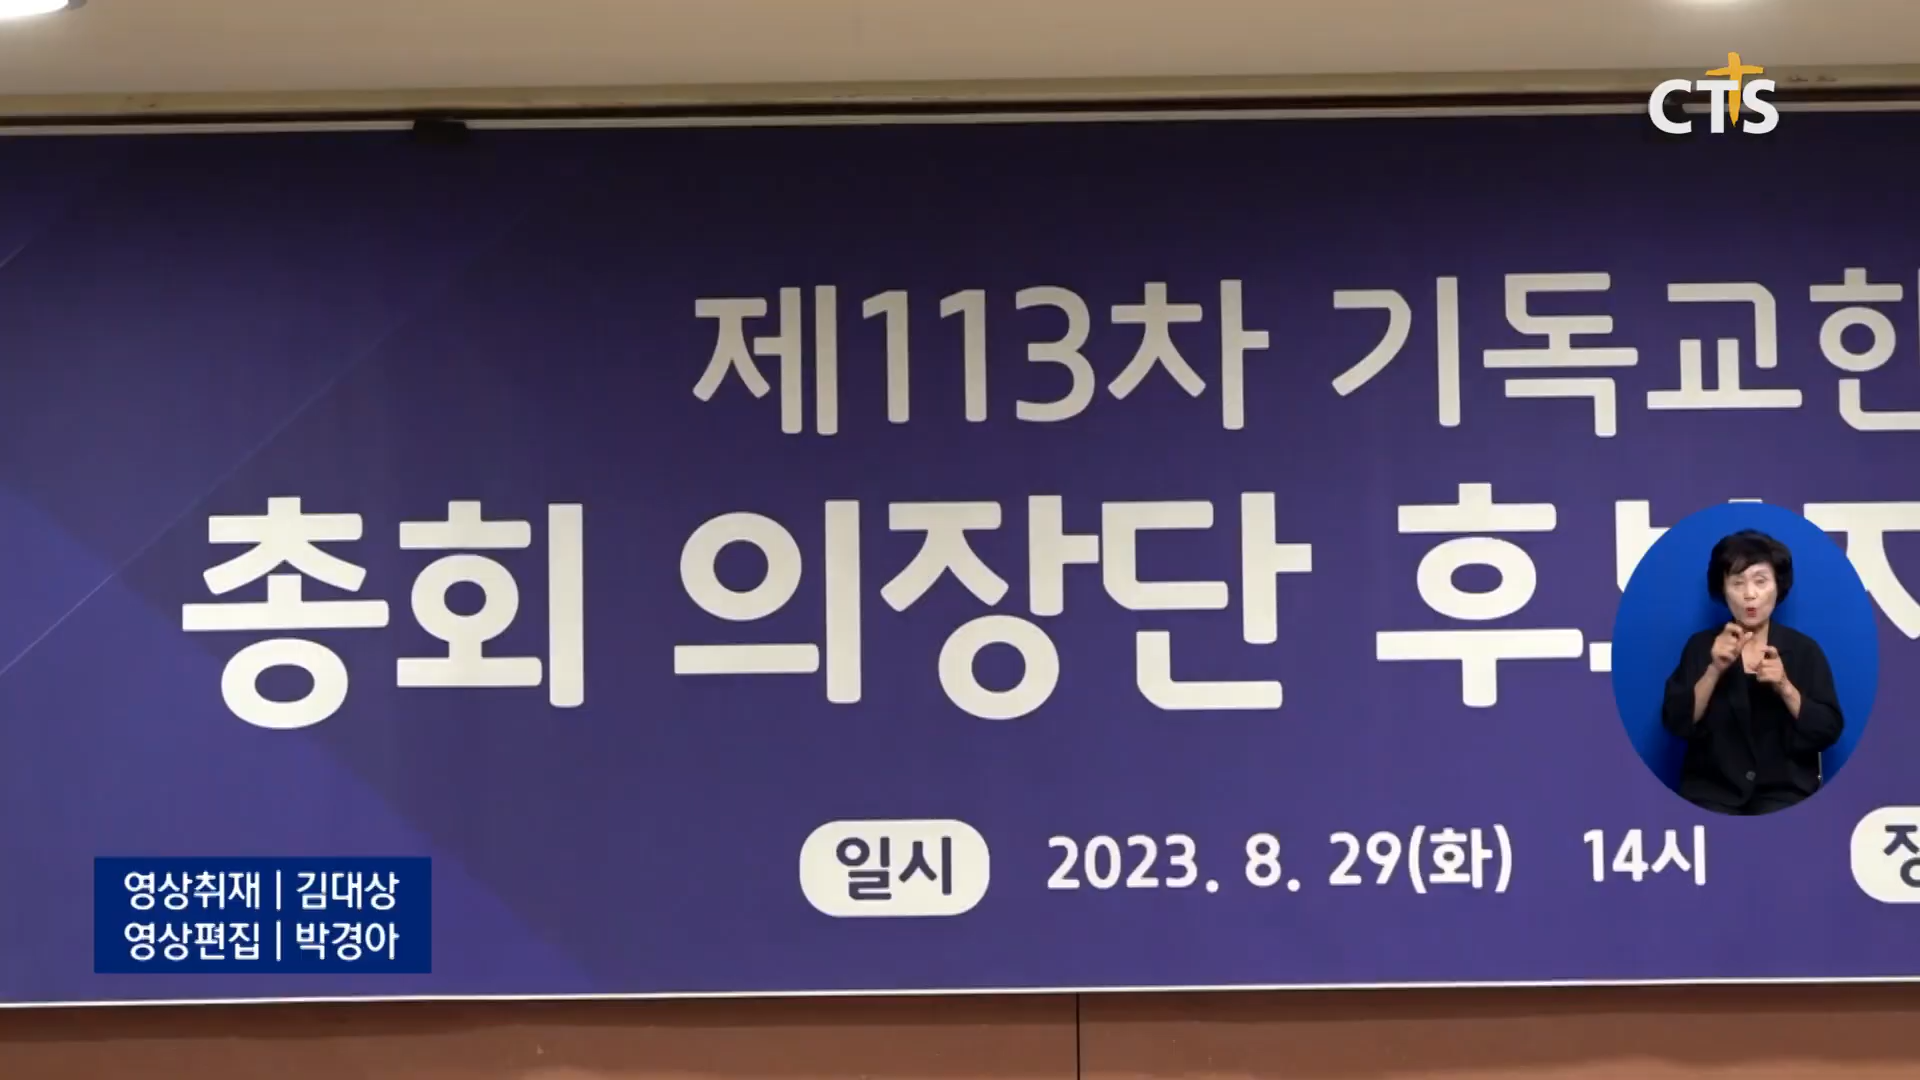 CTS
제113차 기독교한
총회 의장단 후보
일시 2023. 8. 29(화) 14시
영상취재 | 김대상
영상편집 | 박경아